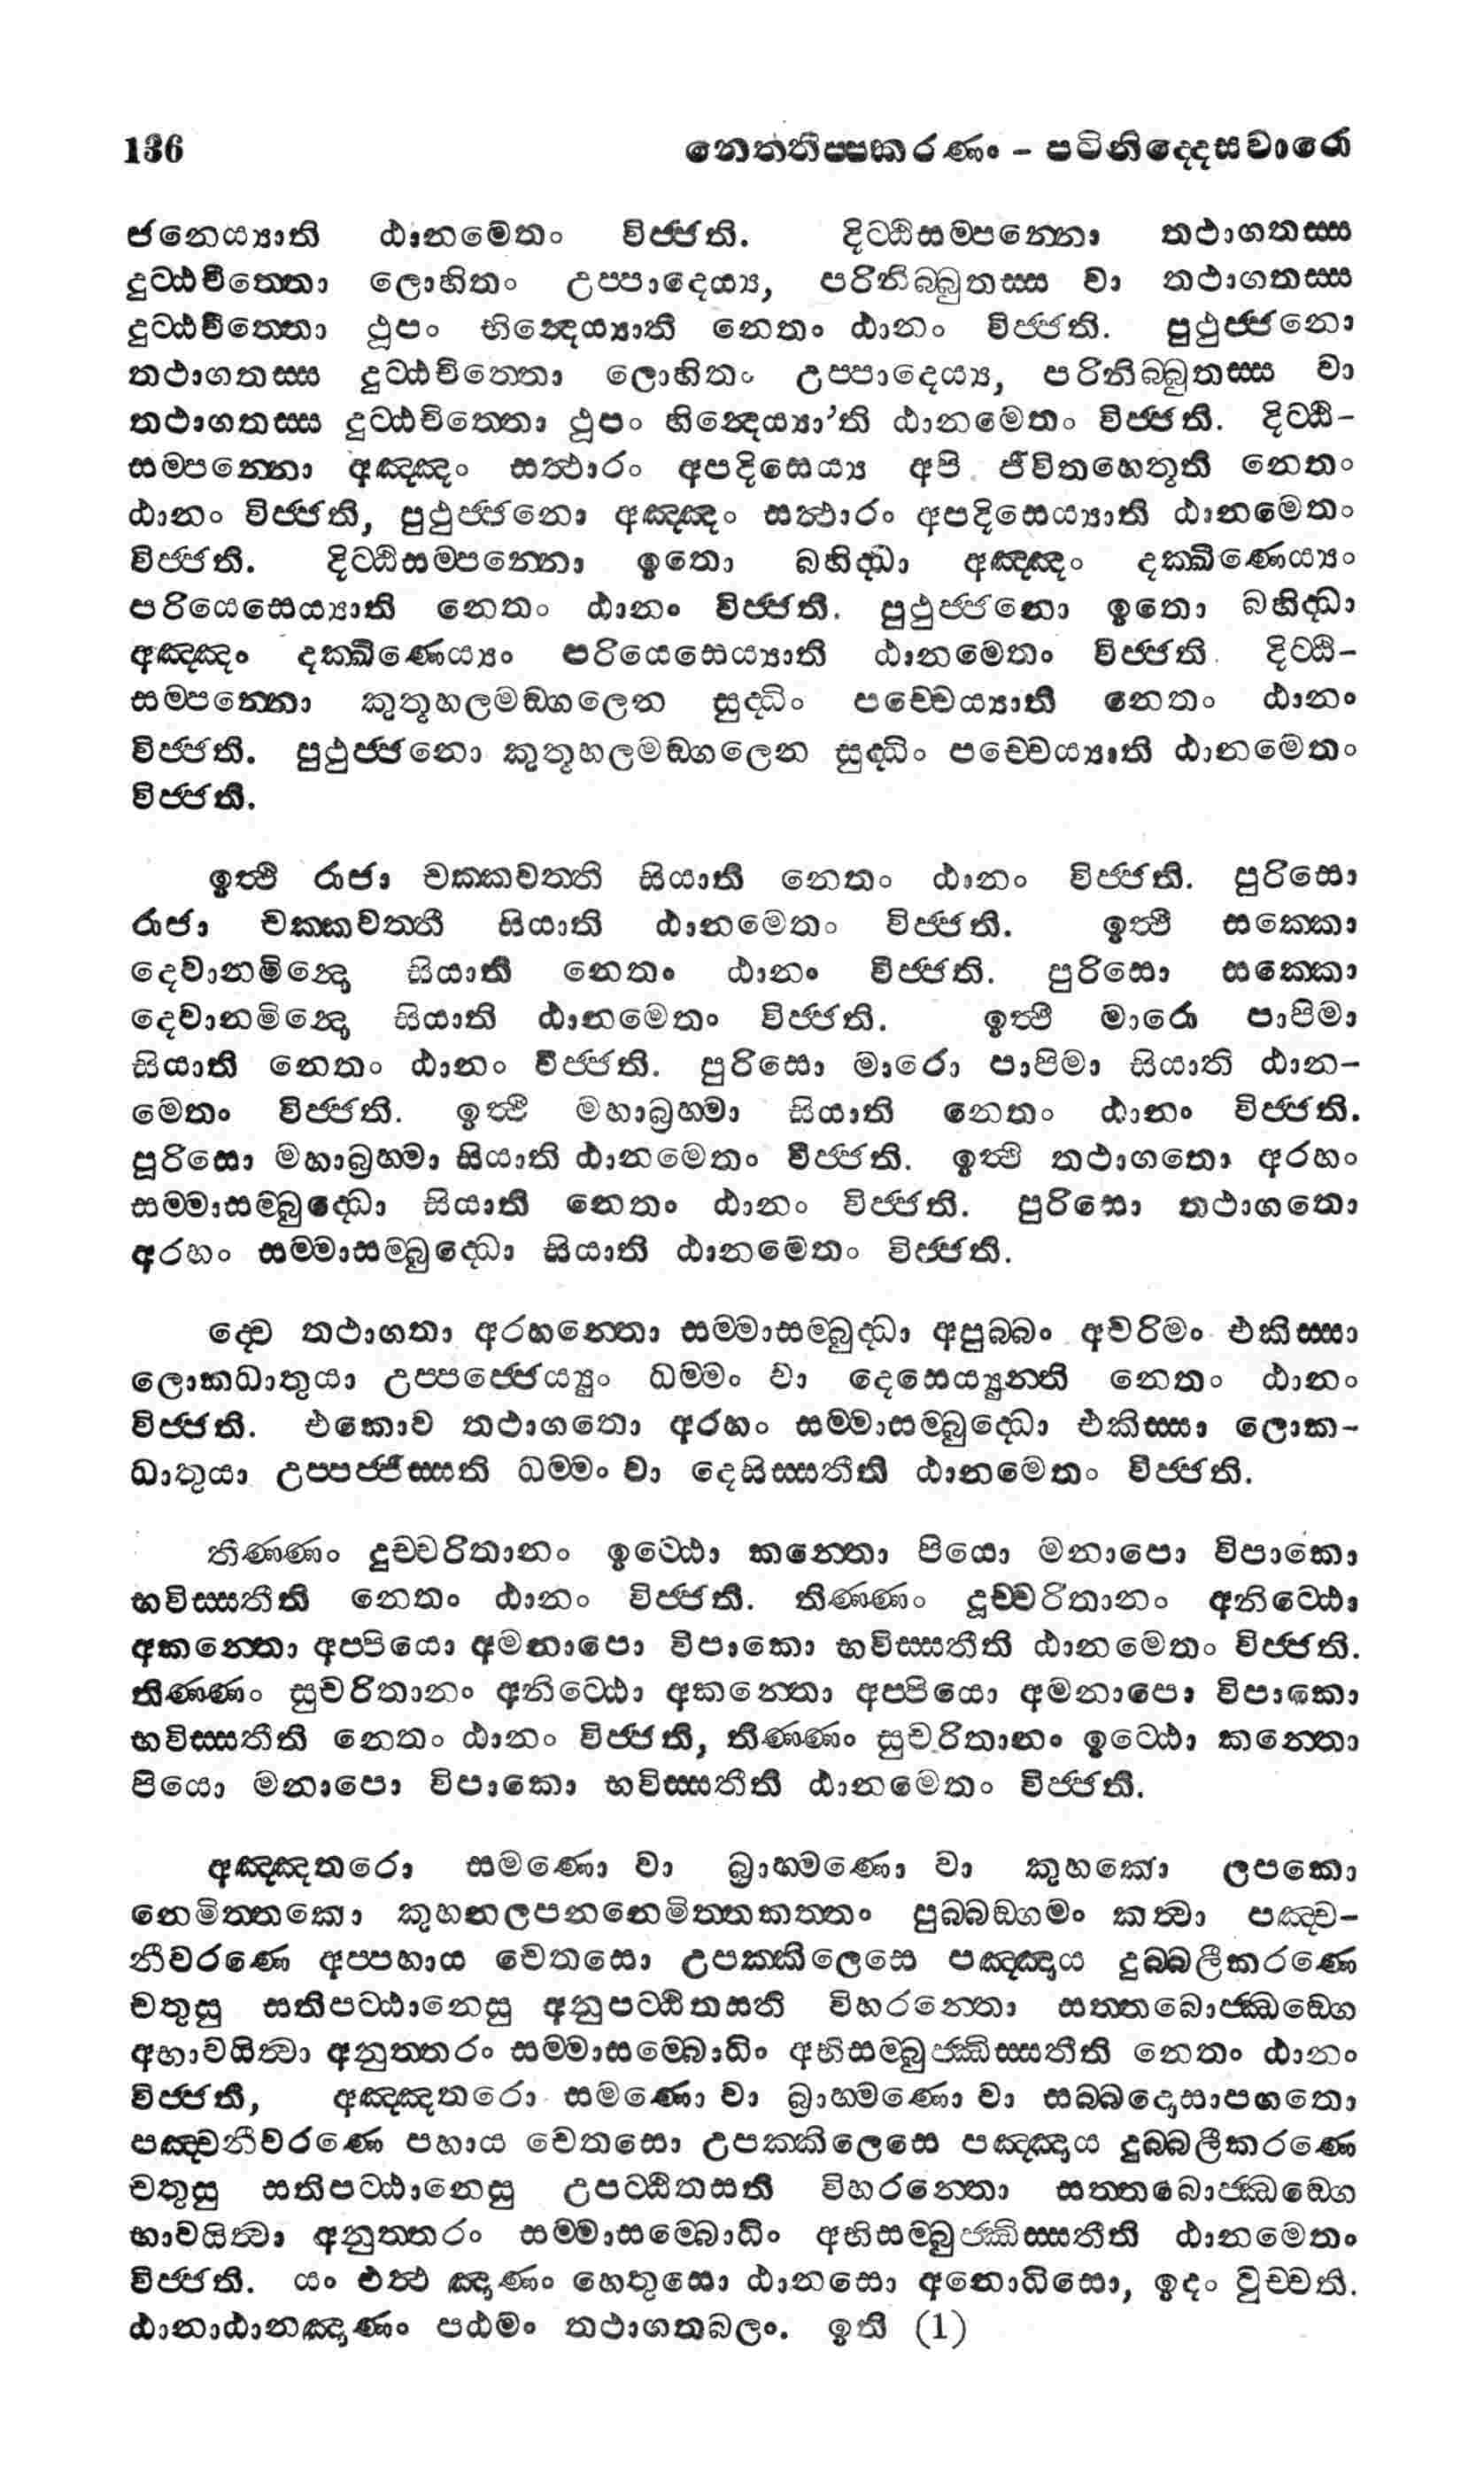 136 නෙත්තිප්පකරණං - පටිනිද්දෙසවාරො
ජනෙය්‍යාති ඨානමෙතං විජ්ජති. දිට්ඨිසම්පන්නො තථාගතස්ස
දුට්ඨචිත්තො ලොහිතං උප්පාදෙය්‍ය, පරිනිබ්බුතස්ස වා තථාගතස්ස
දුට්ඨචිත්තො ථූපං භින්දෙය්‍යාති නෙතං ඨානං විජ්ජති. පුථුජ්ජනො
තථාගතස්ස දුට්ඨචිත්තො ලොහිතං උප්පාදෙය්‍ය, පරිනිබ්බුතස්ස වා
තථාගතස්ස දුට්ඨචිත්තො ථූපං භින්දෙය්‍යා'ති ඨානමෙතං විජ්ජති. දිට්ඨි-
සම්පන්නො අඤ්ඤං සත්ථාරං අපදිසෙය්‍ය අපි ජීවිතහෙතූති නෙතං
ඨානං විජ්ජති, පුථුජ්ජනො අඤ්ඤං සත්ථාරං අපදිසෙය්‍යාති ඨානමෙතං
විජ්ජති. දිට්ඨිසම්පන්නො ඉතො බහිද්ධා අඤ්ඤං දක්ඛිණෙය්‍යං
පරියෙසෙය්‍යාති නෙතං ඨානං විජ්ජති. පුථුජ්ජනො ඉතො බහිද්ධා
අඤ්ඤං දක්ඛිණෙය්‍යං පරියෙසෙය්‍යාති ඨානමෙතං විජ්ජති. දිට්ඨි-
සම්පන්නො කුතූහලමඞ්ගලෙන සුද්ධිං පච්චෙය්‍යාති නෙතං ඨානං
විජ්ජති. පුථුජ්ජනො කුතූහලමඞ්ගලෙන සුද්ධිං පච්චෙය්‍යාති ඨානමෙතං
විජ්ජති.
ඉත්ථි රාජා චක්කවත්ති සියාති නෙතං ඨානං විජ්ජති. පුරිසො
රාජා චක්කවත්තී සියාති ඨානමෙතං විජ්ජති. ඉත්ථි සක්කො
දෙවානමින්දො සියාති නෙතං ඨානං විජ්ජති. පුරිසො සක්කො
දෙවානමින්දො සියාති ඨානමෙතං විජ්ජති. ඉත්ථි මාරො පාපිමා
සියාති නෙතං ඨානං විජ්ජති. පුරිසො මාරො පාපිමා සියාති ඨාන-
මෙතං විජ්ජති. ඉත්ථි මහාබ්‍රහ්මා සියාති නෙතං ඨානං විජ්ජති.
පුරිසො මහාබ්‍රහ්මා සියාති ඨානමෙතං විජ්ජති. ඉත්ථි තථාගතො අරහං
සම්මාසම්බුද්ධො සියාති නෙතං ඨානං විජ්ජති. පුරිසො තථාගතො
අරහං සම්මාසම්බුද්ධො සියාති ඨානමෙතං විජ්ජති.
ද්වෙ තථාගතා අරහන්තො සම්මාසම්බුද්ධා අපුබ්බං අචරිමං එකිස්සා
ලොකධාතුයා උප්පජ්ජෙය්‍යුං ධම්මං වා දෙසෙය්‍යුන්ති නෙතං ඨානං
විජ්ජති. එකොව තථාගතො අරහං සම්මාසම්බුද්ධො එකිස්සා ලොක-
ධාතුයා උප්පජ්ජිස්සති ධම්මං වා දෙසිස්සතීති ඨානමෙතං විජ්ජති.
තිණ්ණං දුච්චරිතානං ඉට්ඨො කන්තො පියො මනාපො විපාකො
භවිස්සතීති නෙතං ඨානං විජ්ජති. තිණ්ණං දුච්චරිතානං අනිට්ඨො
අකන්තො අප්පියො අමනාපො විපාකො භවිස්සතීති ඨානමෙතං විජ්ජති.
තිණ්ණං සුචරිතානං අනිට්ඨො අකන්තො අප්පියො අමනාපො විපාකො
භවිස්සතීති නෙතං ඨානං විජ්ජති, තිණ්ණං සුචරිතානං ඉට්ඨො කන්තො
පියො මනාපො විපාකො භවිස්සතීති ඨානමෙතං විජ්ජති.
අඤ්ඤතරො සමණො වා බ්‍රාහ්මණො වා කුහකො ලපකො
නෙමිත්තකො කුහනලපනනෙමිත්තකත්තං පුබ්බඞ්ගමං කත්වා පඤ්ච-
නීවරණෙ අප්පහාය චෙතසො උපක්කිලෙසෙ පඤ්ඤාය දුබ්බලීකරණෙ
චතුසු සතිපට්ඨානෙසු අනුපට්ඨිතසති විහරන්තො සත්තබොජ්ඣඞ්ගෙ
අභාවයිත්වා අනුත්තරං සම්මාසම්බොධිං අභිසම්බුජ්ඣිස්සතීති නෙතං ඨානං
විජ්ජති, අඤ්ඤතරො සමණො වා බ්‍රාහ්මණො වා සබ්බදොසාපගතො
පඤ්චනීවරණෙ පහාය චෙතසො උපක්කිලෙසෙ පඤ්ඤාය දුබ්බලීකරණෙ
චතුසු සතිපට්ඨානෙසු උපට්ඨිතසති විහරන්තො සත්තබොජ්ඣඞ්ගෙ
භාවයිත්වා අනුත්තරං සම්මාසම්බොධිං අභිසම්බුජ්ඣිස්සතීති ඨානමෙතං
විජ්ජති. යං එත්ථ ඤාණං හෙතුසො ඨානසො අනොධිසො, ඉදං වුච්චති.
ඨානාඨානඤාණං පඨමං තථාගතබලං. ඉති (1)